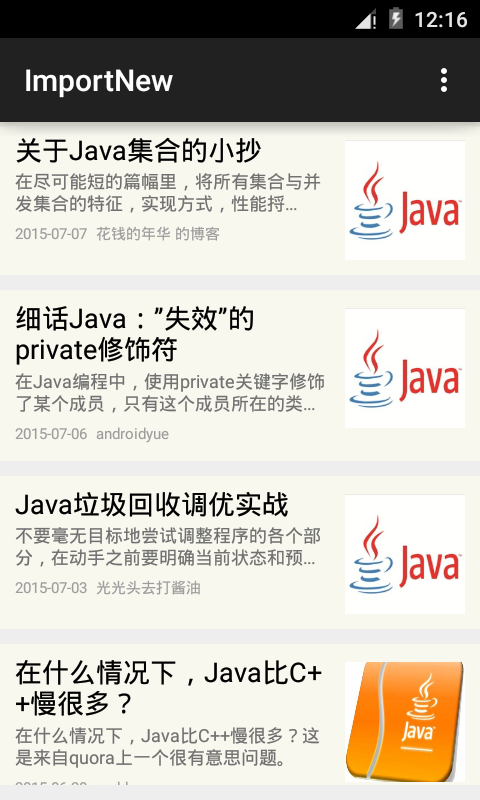 12:16
ImportNew
关于Java集合的小抄
在尽可能短的篇幅里，将所有集合与并
发集合的特征，实现方式，性能捋...
2015-07-07 花钱的年华 的博客
Java
细话Java：”失效”的
private修饰符
在Java编程中，使用private关键字修饰
了某个成员，只有这个成员所在的类...
2015-07-06 androidyue
Java
Java垃圾回收调优实战
不要毫无目标地尝试调整程序的各个部
分，在动手之前要明确当前状态和预...
2015-07-03 光光头去打酱油
Java
在什么情况下，Java比C+
+慢很多？
在什么情况下，Java比C++慢很多？这
是来自quora上一个很有意思问题。
Java